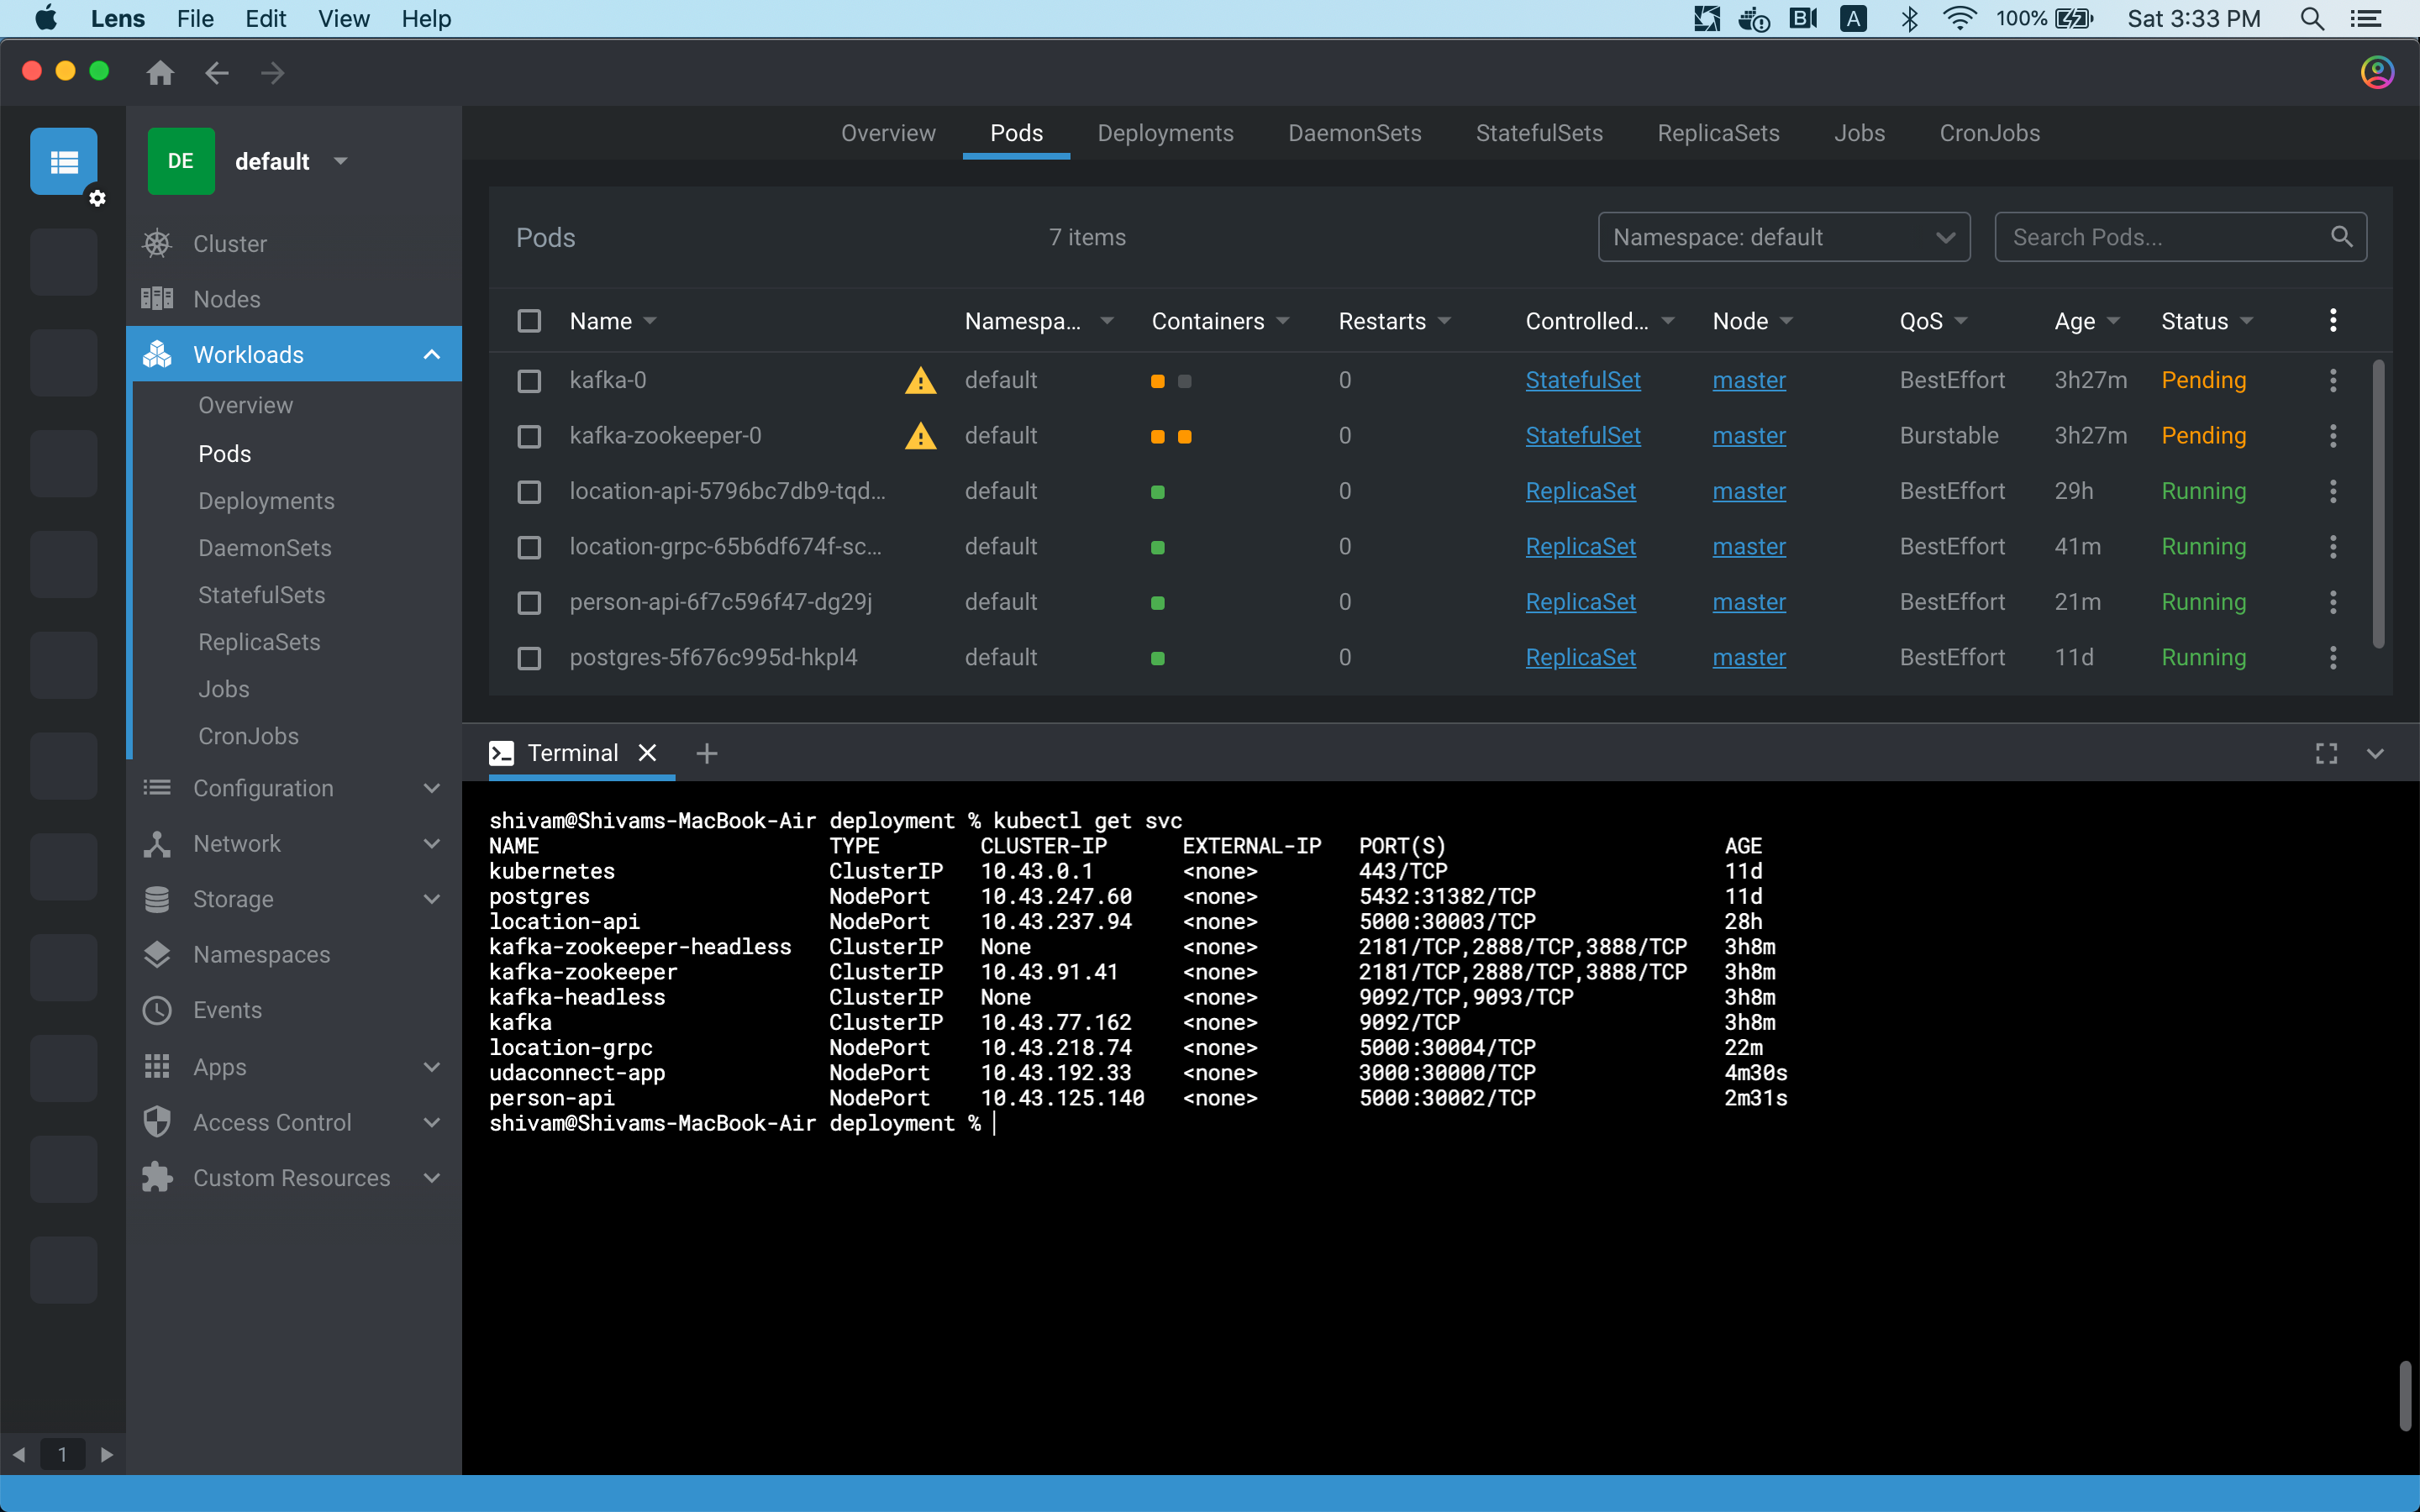 Lens File Edit View Help
B A 100% Sat 3:33 PM
DE default
Overview Pods Deployments DaemonSets StatefulSets ReplicaSets Jobs CronJobs
Cluster
Nodes
Workloads
Overview
Pods
Deployments
DaemonSets
StatefulSets
ReplicaSets
Jobs
CronJobs
Configuration
Network
Storage
Namespaces
Events
Apps
Access Control
Custom Resources
1
Pods 7 items Namespace: default Search Pods...
Name Namespa... Containers Restarts Controlled... Node QoS Age Status
kafka-0 default 0 StatefulSet master BestEffort 3h27m Pending
kafka-zookeeper-0 default 0 StatefulSet master Burstable 3h27m Pending
location-api-5796bc7db9-tqd... default 0 ReplicaSet master BestEffort 29h Running
location-grpc-65b6df674f-sc... default 0 ReplicaSet master BestEffort 41m Running
person-api-6f7c596f47-dg29j default 0 ReplicaSet master BestEffort 21m Running
postgres-5f676c995d-hkpl4 default 0 ReplicaSet master BestEffort 11d Running
Terminal
shivam@Shivams-MacBook-Air deployment % kubectl get svc
NAME TYPE CLUSTER-IP EXTERNAL-IP PORT(S) AGE
kubernetes ClusterIP 10.43.0.1 <none> 443/TCP 11d
postgres NodePort 10.43.247.60 <none> 5432:31382/TCP 11d
location-api NodePort 10.43.237.94 <none> 5000:30003/TCP 28h
kafka-zookeeper-headless ClusterIP None <none> 2181/TCP,2888/TCP,3888/TCP 3h8m
kafka-zookeeper ClusterIP 10.43.91.41 <none> 2181/TCP,2888/TCP,3888/TCP 3h8m
kafka-headless ClusterIP None <none> 9092/TCP,9093/TCP 3h8m
kafka ClusterIP 10.43.77.162 <none> 9092/TCP 3h8m
location-grpc NodePort 10.43.218.74 <none> 5000:30004/TCP 22m
udaconnect-app NodePort 10.43.192.33 <none> 3000:30000/TCP 4m30s
person-api NodePort 10.43.125.140 <none> 5000:30002/TCP 2m31s
shivam@Shivams-MacBook-Air deployment %